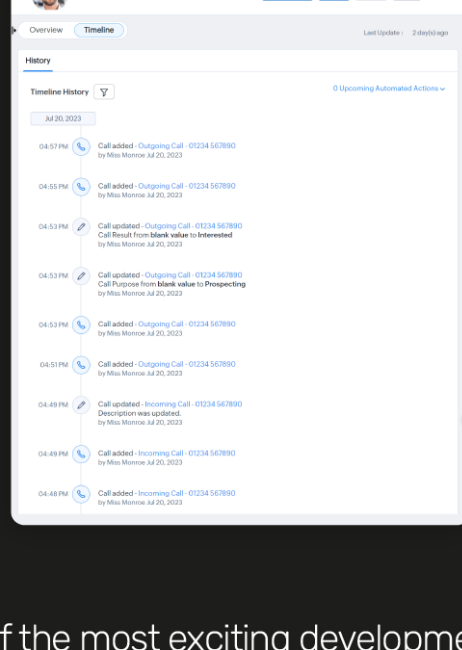 Overview Timeline Last Update : 2 day(s) ago
History
Timeline History 0 Upcoming Automated Actions
Jul 20, 2023
04:57 PM Call added - Outgoing Call - 01234 567890
by Miss Monroe Jul 20, 2023
04:55 PM Call added - Outgoing Call - 01234 567890
by Miss Monroe Jul 20, 2023
04:53 PM Call updated - Outgoing Call - 01234 567890
Call Result from blank value to Interested
by Miss Monroe Jul 20, 2023
04:53 PM Call updated - Outgoing Call - 01234 567890
Call Purpose from blank value to Prospecting
by Miss Monroe Jul 20, 2023
04:53 PM Call added - Outgoing Call - 01234 567890
by Miss Monroe Jul 20, 2023
04:51 PM Call added - Outgoing Call - 01234 567890
by Miss Monroe Jul 20, 2023
04:49 PM Call updated - Incoming Call - 01234 567890
Description was updated.
by Miss Monroe Jul 20, 2023
04:49 PM Call added - Incoming Call - 01234 567890
by Miss Monroe Jul 20, 2023
04:48 PM Call added - Incoming Call - 01234 567890
by Miss Monroe Jul 20, 2023
f the most exciting developme